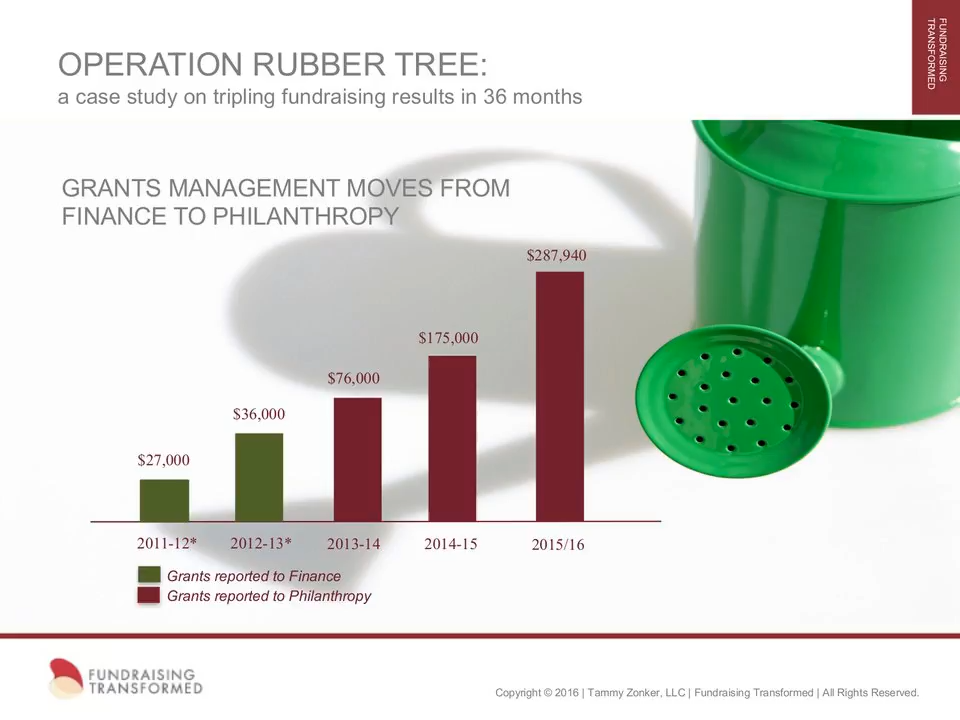 FUNDRAISING
TRANSFORMED
OPERATION RUBBER TREE:
a case study on tripling fundraising results in 36 months
GRANTS MANAGEMENT MOVES FROM
FINANCE TO PHILANTHROPY
$287,940
$175,000
$76,000
$36,000
$27,000
2011-12* 2012-13* 2013-14 2014-15 2015/16
Grants reported to Finance
Grants reported to Philanthropy
FUNDRAISING
TRANSFORMED
Copyright © 2016 | Tammy Zonker, LLC | Fundraising Transformed | All Rights Reserved.